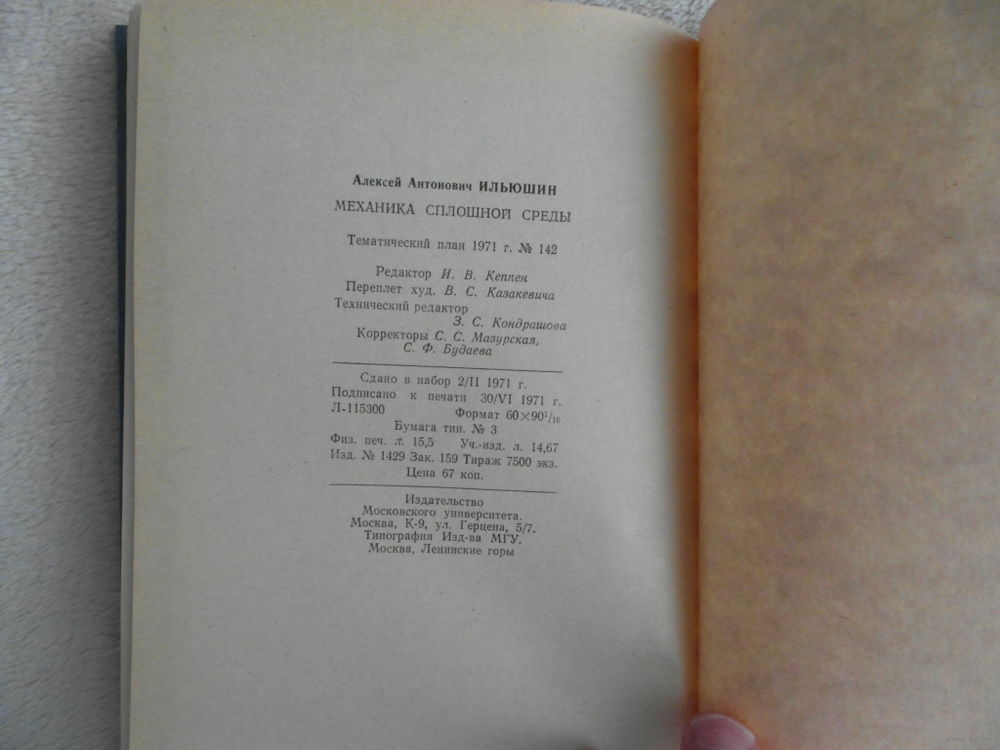 Алексей Антонович ИЛЬЮШИН
МЕХАНИКА СПЛОШНОЙ СРЕДЫ
Тематический план 1971 г. № 142
Редактор И. В. Кеппен
Переплет худ. В. С. Казакевича
Технический редактор
З. С. Кондрашова
Корректоры С. С. Мазурская,
С. Ф. Будаева
Сдано в набор 2/II 1971 г.
Подписано к печати 30/VI 1971 г.
Л-115300 Формат 60×90¹/₁₆
Бумага тип. № 3
Физ. печ. л. 15,5 Уч.-изд. л. 14,67
Изд. № 1429 Зак. 159 Тираж 7500 экз.
Цена 67 коп.
Издательство
Московского университета.
Москва, К-9, ул. Герцена, 5/7.
Типография Изд-ва МГУ.
Москва, Ленинские горы